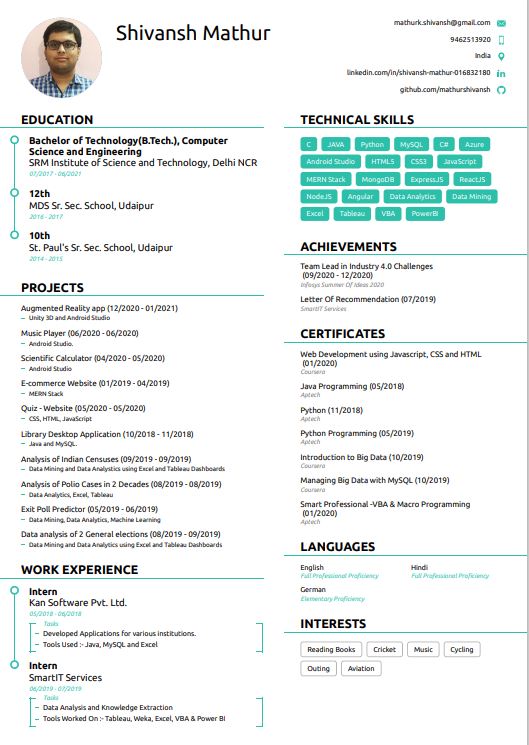 Shivansh Mathur
mathurk.shivansh@gmail.com
9462513920
India
linkedin.com/in/shivansh-mathur-016832180
github.com/mathurshivansh
EDUCATION
Bachelor of Technology(B.Tech.), Computer
Science and Engineering
SRM Institute of Science and Technology, Delhi NCR
07/2017 - 06/2021
12th
MDS Sr. Sec. School, Udaipur
2016 - 2017
10th
St. Paul's Sr. Sec. School, Udaipur
2014 - 2015
PROJECTS
Augmented Reality app (12/2020 - 01/2021)
– Unity 3D and Android Studio
Music Player (06/2020 - 06/2020)
– Android Studio.
Scientific Calculator (04/2020 - 05/2020)
– Android Studio
E-commerce Website (01/2019 - 04/2019)
– MERN Stack
Quiz - Website (05/2020 - 05/2020)
– CSS, HTML, JavaScript
Library Desktop Application (10/2018 - 11/2018)
– Java and MySQL.
Analysis of Indian Censuses (09/2019 - 09/2019)
– Data Mining and Data Analytics using Excel and Tableau Dashboards
Analysis of Polio Cases in 2 Decades (08/2019 - 08/2019)
– Data Analytics, Excel, Tableau
Exit Poll Predictor (05/2019 - 06/2019)
– Data Mining, Data Analytics, Machine Learning
Data analysis of 2 General elections (08/2019 - 09/2019)
– Data Mining and Data Analytics using Excel and Tableau Dashboards
WORK EXPERIENCE
Intern
Kan Software Pvt. Ltd.
05/2018 - 06/2018
Tasks
– Developed Applications for various institutions.
– Tools Used :- Java, MySQL and Excel
Intern
SmartIT Services
06/2019 - 07/2019
Tasks
– Data Analysis and Knowledge Extraction
– Tools Worked On :- Tableau, Weka, Excel, VBA & Power BI
TECHNICAL SKILLS
C JAVA Python MySQL C# Azure
Android Studio HTML5 CSS3 JavaScript
MERN Stack MongoDB ExpressJS ReactJS
NodeJS Angular Data Analytics Data Mining
Excel Tableau VBA PowerBI
ACHIEVEMENTS
Team Lead in Industry 4.0 Challenges
(09/2020 - 12/2020)
Infosys Summer Of Ideas 2020
Letter Of Recommendation (07/2019)
SmartIT Services
CERTIFICATES
Web Development using Javascript, CSS and HTML
(01/2020)
Coursera
Java Programming (05/2018)
Aptech
Python (11/2018)
Aptech
Python Programming (05/2019)
Aptech
Introduction to Big Data (10/2019)
Coursera
Managing Big Data with MySQL (10/2019)
Coursera
Smart Professional -VBA & Macro Programming
(01/2020)
Aptech
LANGUAGES
English Hindi
Full Professional Proficiency Full Professional Proficiency
German
Elementary Proficiency
INTERESTS
Reading Books Cricket Music Cycling
Outing Aviation